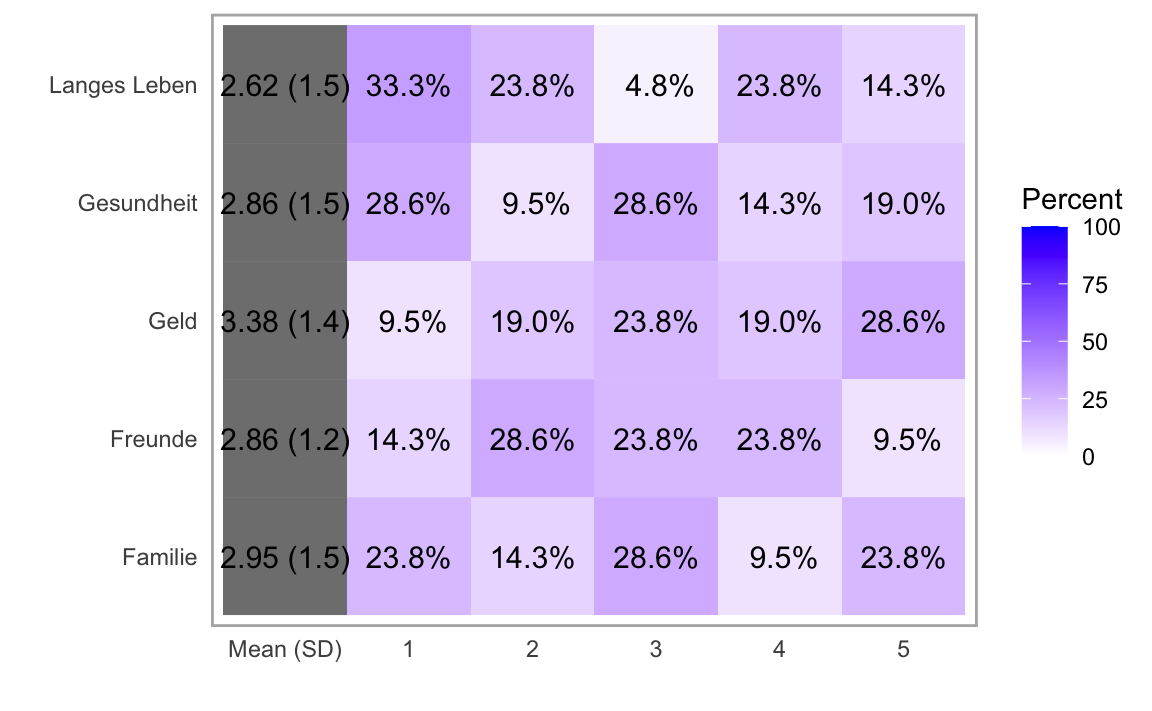 Langes Leben 2.62 (1.5) 33.3% 23.8% 4.8% 23.8% 14.3%
Gesundheit 2.86 (1.5) 28.6% 9.5% 28.6% 14.3% 19.0%
Geld 3.38 (1.4) 9.5% 19.0% 23.8% 19.0% 28.6%
Freunde 2.86 (1.2) 14.3% 28.6% 23.8% 23.8% 9.5%
Familie 2.95 (1.5) 23.8% 14.3% 28.6% 9.5% 23.8%
Mean (SD) 1 2 3 4 5
Percent
100
75
50
25
0